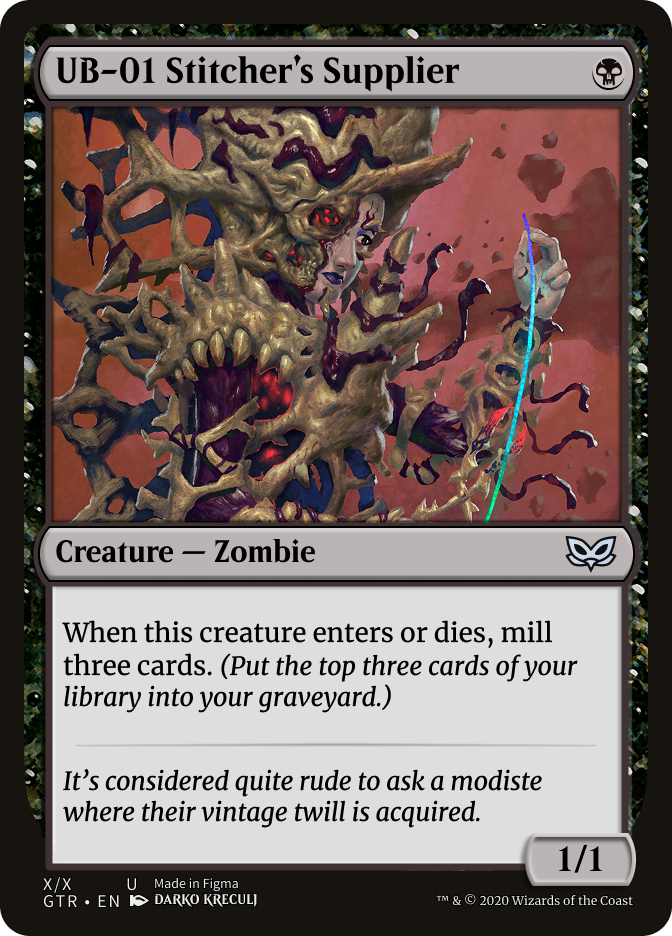 UB-01 Stitcher's Supplier
Creature — Zombie
When this creature enters or dies, mill
three cards. (Put the top three cards of your
library into your graveyard.)
It's considered quite rude to ask a modiste
where their vintage twill is acquired.
1/1
X/X U Made in Figma
GTR • EN DARKO KRECULJ ™ & © 2020 Wizards of the Coast